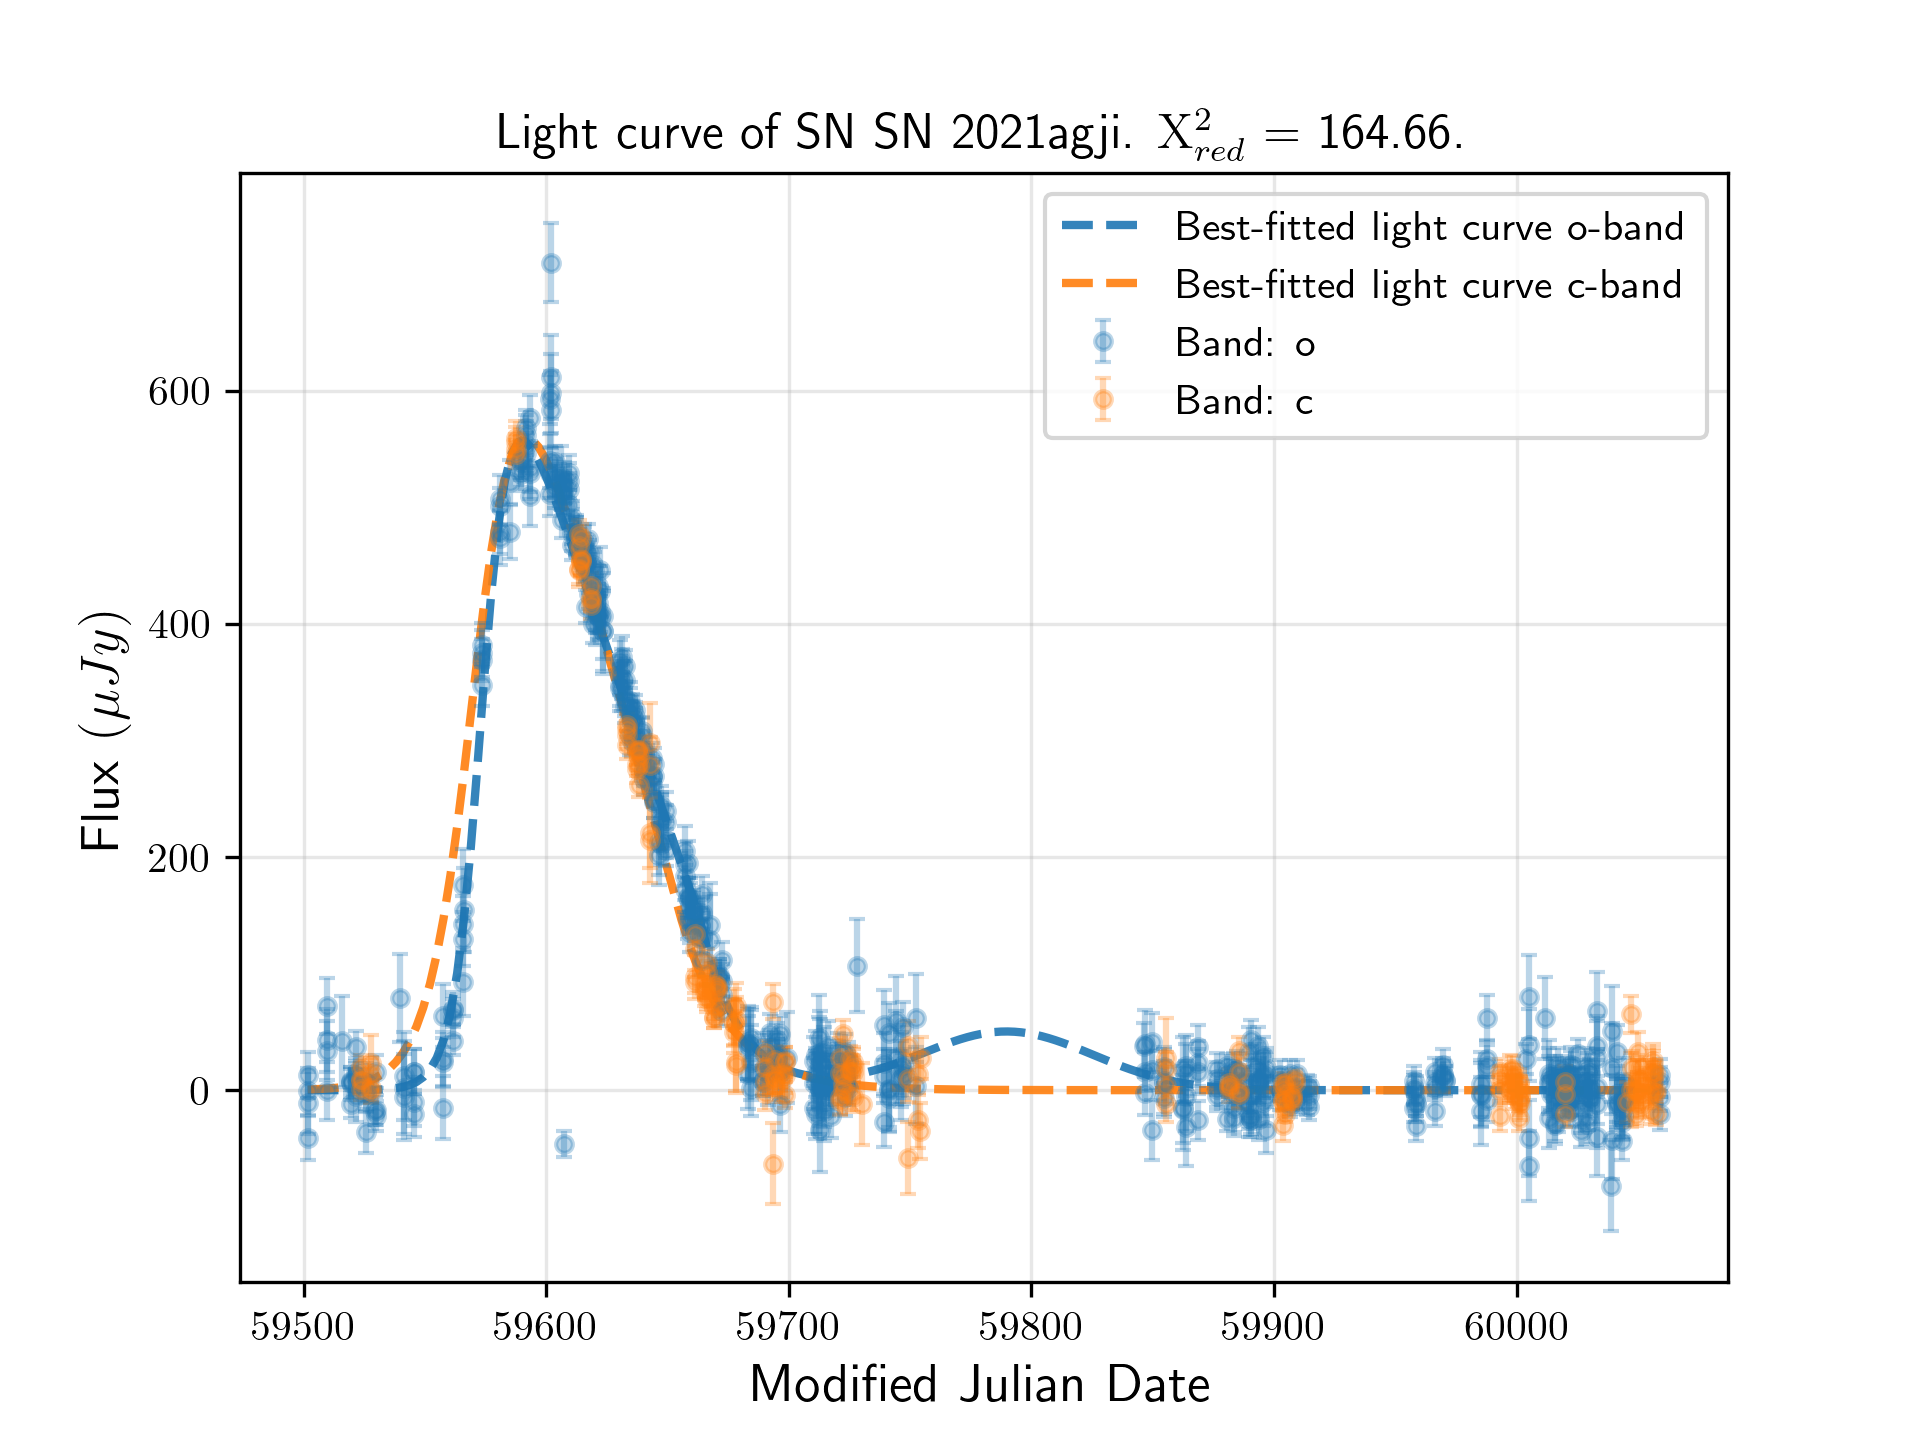 Light curve of SN SN 2021agji. X²_red = 164.66.
Best-fitted light curve o-band
Best-fitted light curve c-band
Band: o
Band: c
600
400
200
0
Flux (μJy)
59500 59600 59700 59800 59900 60000
Modified Julian Date